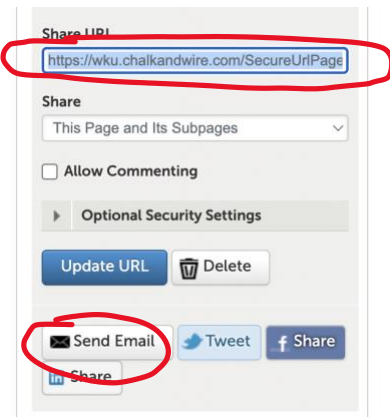 Share URL
https://wku.chalkandwire.com/SecureUrlPage
Share
This Page and Its Subpages
Allow Commenting
Optional Security Settings
Update URL Delete
Send Email Tweet f Share
in Share